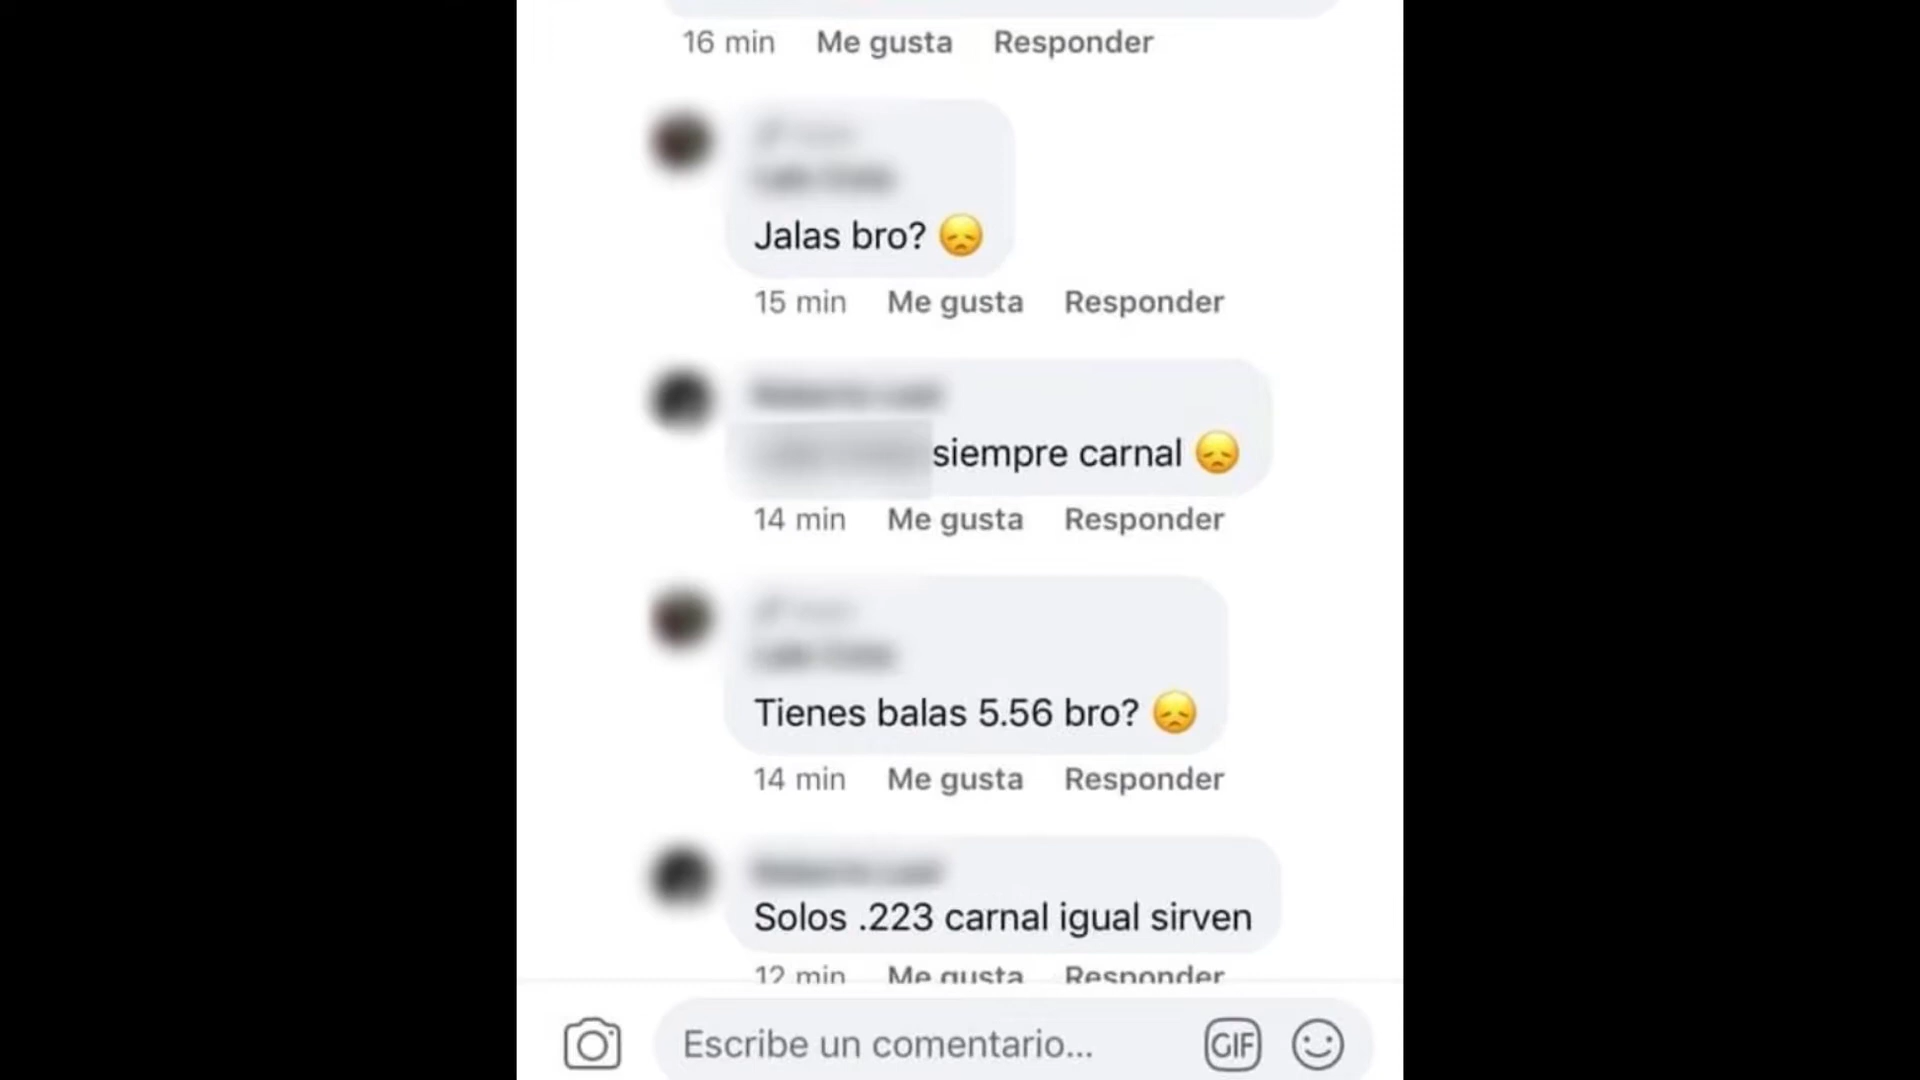 16 min Me gusta Responder
Jalas bro? 😞
15 min Me gusta Responder
siempre carnal 😞
14 min Me gusta Responder
Tienes balas 5.56 bro? 😞
14 min Me gusta Responder
Solos .223 carnal igual sirven
12 min Me gusta Responder
Escribe un comentario... GIF